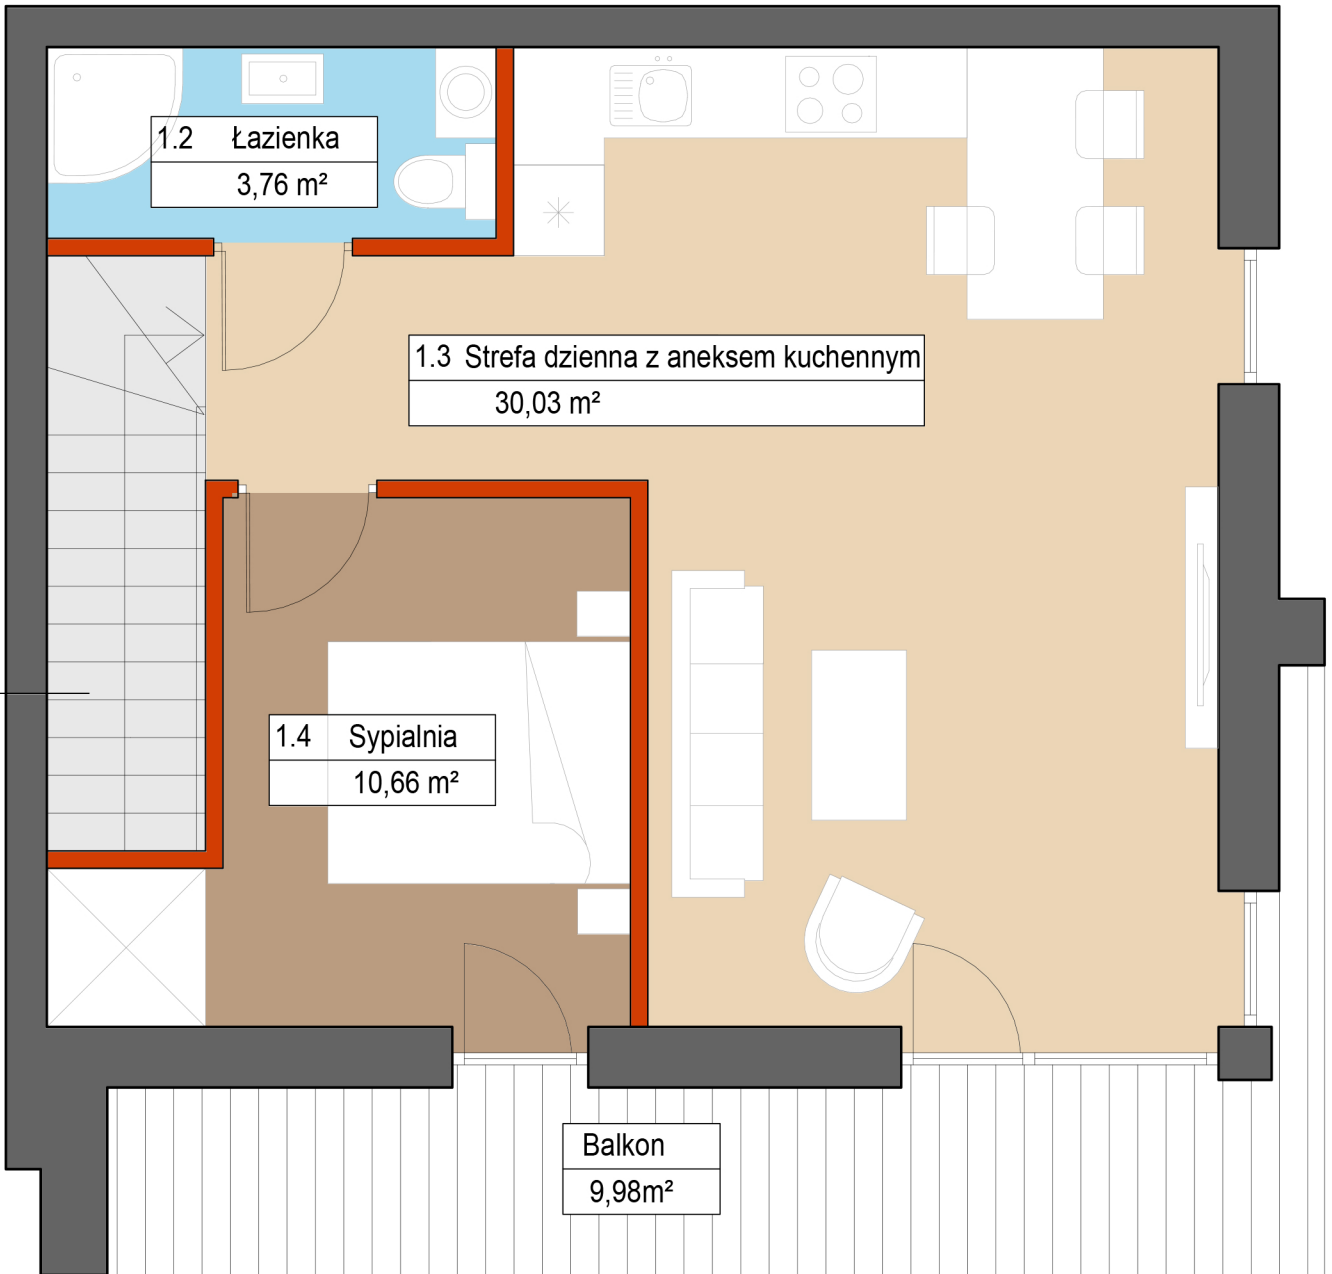 1.2 Łazienka
3,76 m²
1.3 Strefa dzienna z aneksem kuchennym
30,03 m²
1.4 Sypialnia
10,66 m²
Balkon
9,98m²